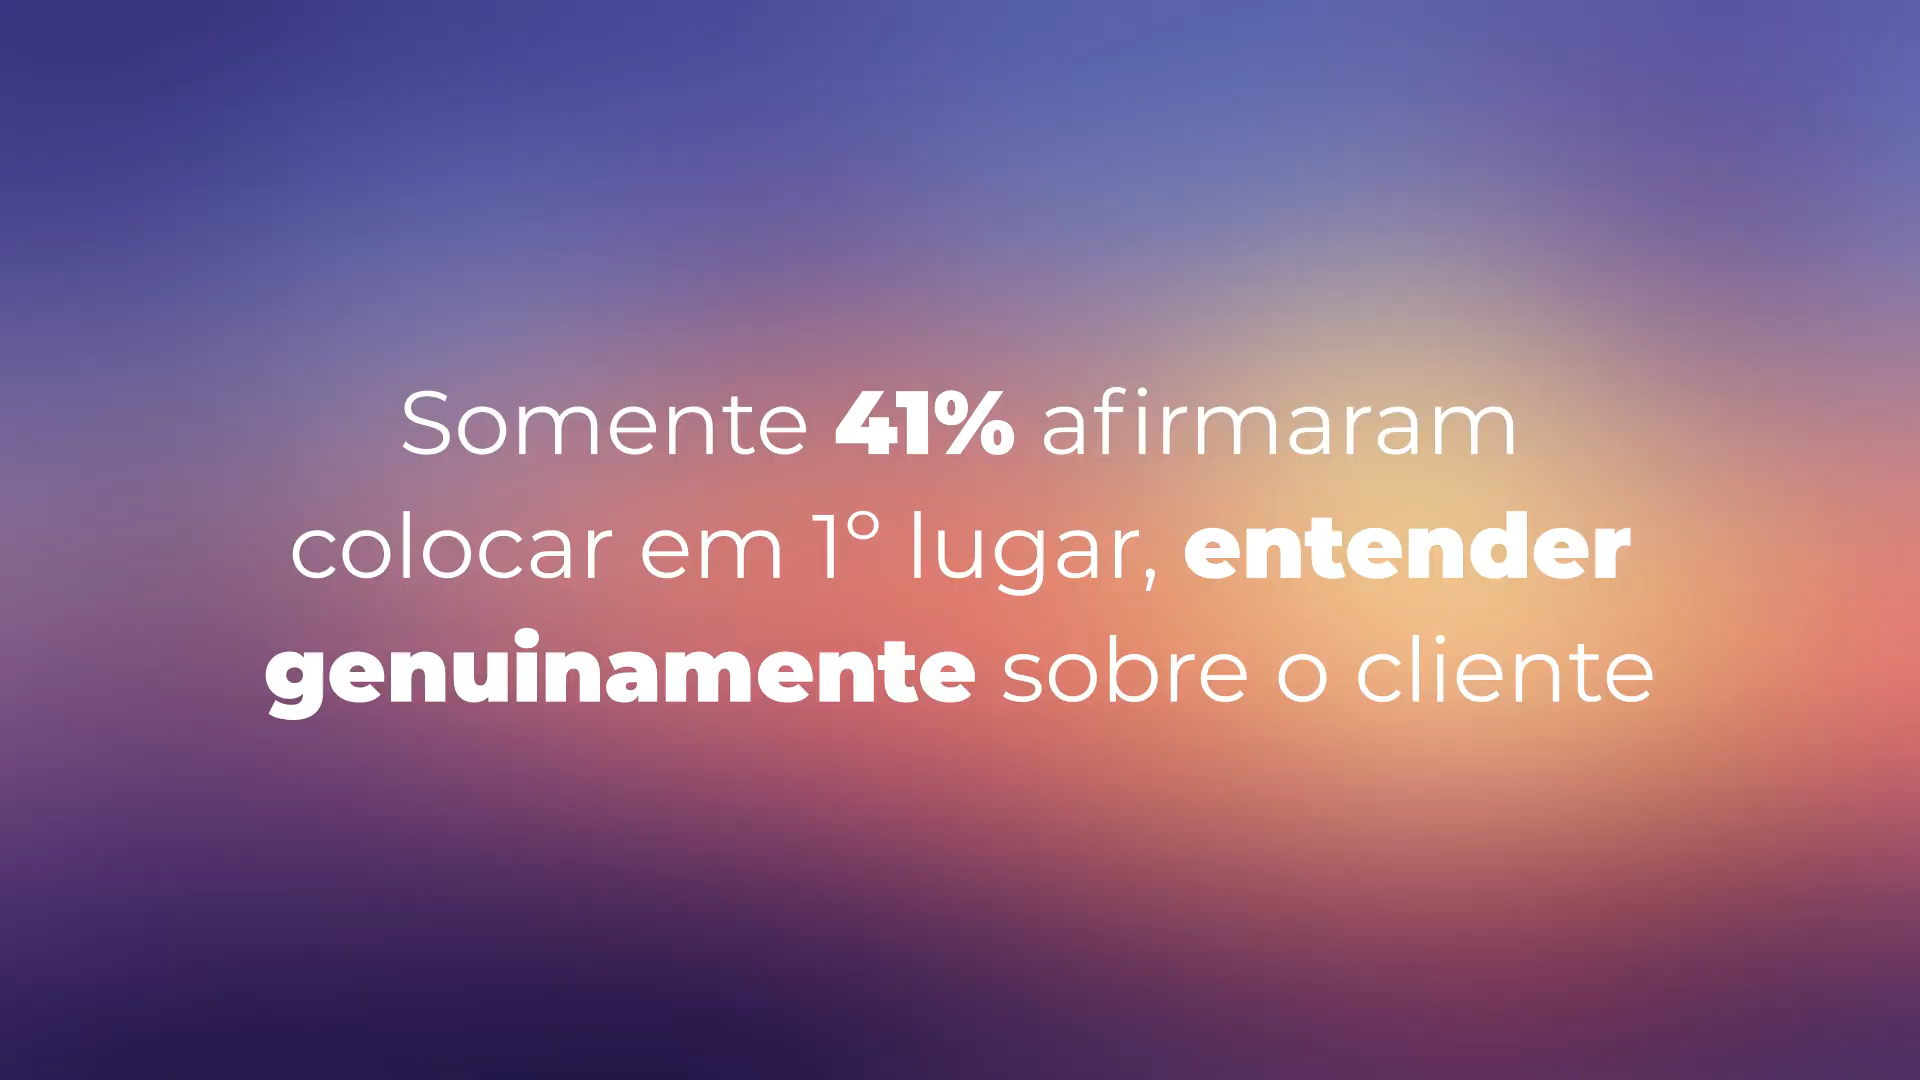 Somente 41% afirmaram
colocar em 1º lugar, entender
genuinamente sobre o cliente